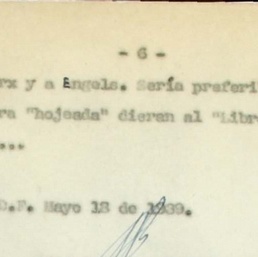 - 6 -
rx y a Engels. Sería preferi
ra "hojeada" dieran al "Libr
...
D.F. Mayo 18 de 1939.